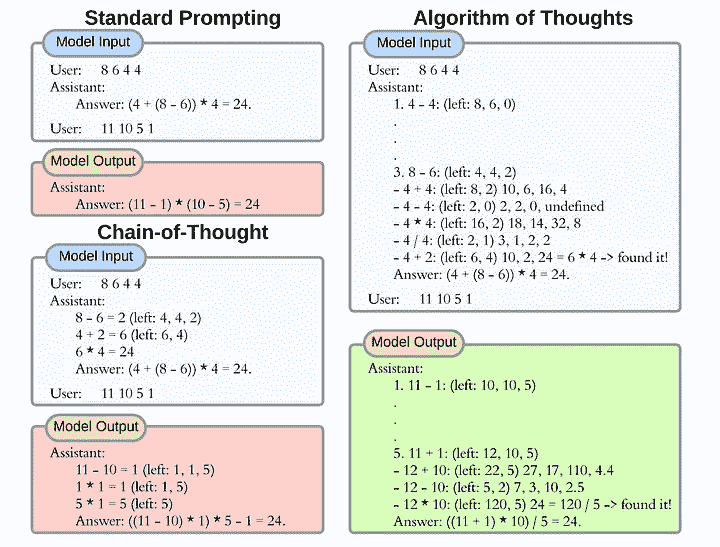 Standard Prompting
Model Input
User: 8 6 4 4
Assistant:
Answer: (4 + (8 – 6)) * 4 = 24.
User: 11 10 5 1
Model Output
Assistant:
Answer: (11 – 1) * (10 – 5) = 24
Chain-of-Thought
Model Input
User: 8 6 4 4
Assistant:
8 – 6 = 2 (left: 4, 4, 2)
4 + 2 = 6 (left: 6, 4)
6 * 4 = 24
Answer: (4 + (8 – 6)) * 4 = 24.
User: 11 10 5 1
Model Output
Assistant:
11 – 10 = 1 (left: 1, 1, 5)
1 * 1 = 1 (left: 1, 5)
5 * 1 = 5 (left: 5)
Answer: ((11 – 10) * 1) * 5 – 1 = 24.
Algorithm of Thoughts
Model Input
User: 8 6 4 4
Assistant:
1. 4 – 4: (left: 8, 6, 0)
.
.
.
3. 8 – 6: (left: 4, 4, 2)
– 4 + 4: (left: 8, 2) 10, 6, 16, 4
– 4 – 4: (left: 2, 0) 2, 2, 0, undefined
– 4 * 4: (left: 16, 2) 18, 14, 32, 8
– 4 / 4: (left: 2, 1) 3, 1, 2, 2
– 4 + 2: (left: 6, 4) 10, 2, 24 = 6 * 4 -> found it!
Answer: (4 + (8 – 6)) * 4 = 24.
User: 11 10 5 1
Model Output
Assistant:
1. 11 – 1: (left: 10, 10, 5)
.
.
.
5. 11 + 1: (left: 12, 10, 5)
– 12 + 10: (left: 22, 5) 27, 17, 110, 4.4
– 12 – 10: (left: 5, 2) 7, 3, 10, 2.5
– 12 * 10: (left: 120, 5) 24 = 120 / 5 -> found it!
Answer: ((11 + 1) * 10) / 5 = 24.